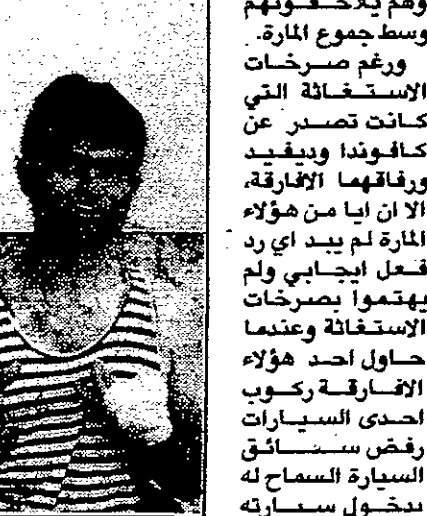 وهم يلاحقونهم
وسط جموع المارة.
ورغم صرخات
الاستغاثة التي
كانت تصدر عن
كافوندا وديفيد
ورفاقهما الافارقة،
الا ان ايا من هؤلاء
المارة لم يبد اي رد
فعل ايجابي ولم
يهتموا بصرخات
الاستغاثة وعندما
حاول احد هؤلاء
الافارقة ركوب
احدى السيارات
رفض سائق
السيارة السماح له
بدخول سيارته